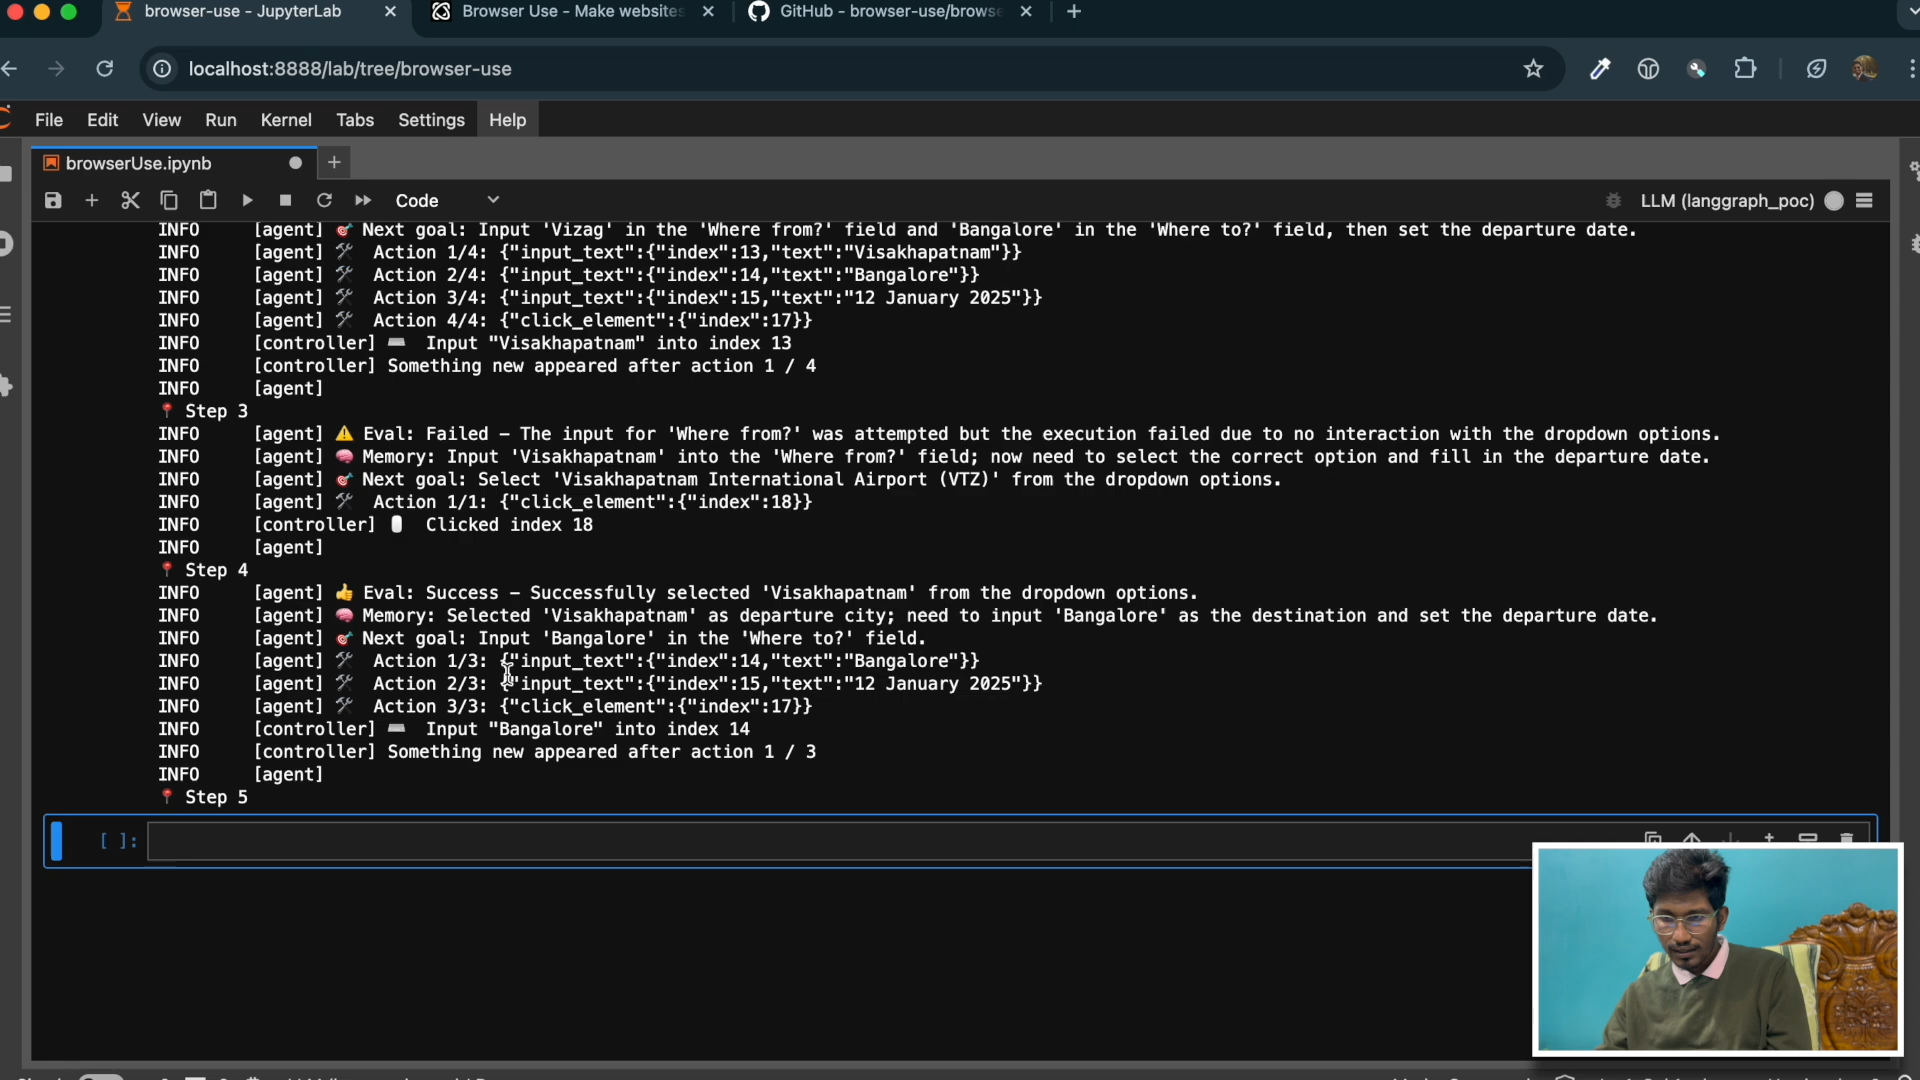 browser-use - JupyterLab
Browser Use - Make websites
GitHub - browser-use/browse
localhost:8888/lab/tree/browser-use
File Edit View Run Kernel Tabs Settings Help
browserUse.ipynb
Code
LLM (langgraph_poc)
INFO [agent] 🎯 Next goal: Input 'Vizag' in the 'Where from?' field and 'Bangalore' in the 'Where to?' field, then set the departure date.
INFO [agent] 🛠 Action 1/4: {"input_text":{"index":13,"text":"Visakhapatnam"}}
INFO [agent] 🛠 Action 2/4: {"input_text":{"index":14,"text":"Bangalore"}}
INFO [agent] 🛠 Action 3/4: {"input_text":{"index":15,"text":"12 January 2025"}}
INFO [agent] 🛠 Action 4/4: {"click_element":{"index":17}}
INFO [controller] ⌨ Input "Visakhapatnam" into index 13
INFO [controller] Something new appeared after action 1 / 4
INFO [agent]
📍 Step 3
INFO [agent] ⚠ Eval: Failed – The input for 'Where from?' was attempted but the execution failed due to no interaction with the dropdown options.
INFO [agent] 🧠 Memory: Input 'Visakhapatnam' into the 'Where from?' field; now need to select the correct option and fill in the departure date.
INFO [agent] 🎯 Next goal: Select 'Visakhapatnam International Airport (VTZ)' from the dropdown options.
INFO [agent] 🛠 Action 1/1: {"click_element":{"index":18}}
INFO [controller] 🖱 Clicked index 18
INFO [agent]
📍 Step 4
INFO [agent] 👍 Eval: Success – Successfully selected 'Visakhapatnam' from the dropdown options.
INFO [agent] 🧠 Memory: Selected 'Visakhapatnam' as departure city; need to input 'Bangalore' as the destination and set the departure date.
INFO [agent] 🎯 Next goal: Input 'Bangalore' in the 'Where to?' field.
INFO [agent] 🛠 Action 1/3: {"input_text":{"index":14,"text":"Bangalore"}}
INFO [agent] 🛠 Action 2/3: {"input_text":{"index":15,"text":"12 January 2025"}}
INFO [agent] 🛠 Action 3/3: {"click_element":{"index":17}}
INFO [controller] ⌨ Input "Bangalore" into index 14
INFO [controller] Something new appeared after action 1 / 3
INFO [agent]
📍 Step 5
[ ]: